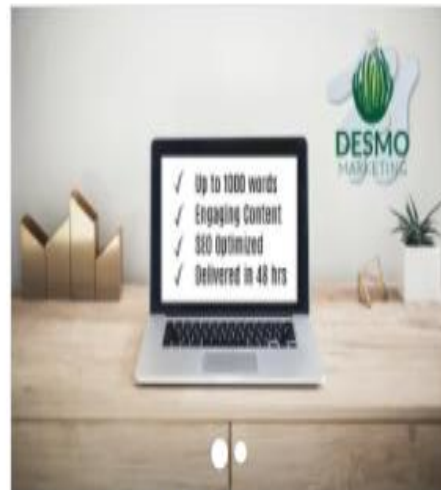 DESMO
MARKETING
✓ Up to 1000 words
✓ Engaging Content
✓ SEO Optimized
✓ Delivered in 48 hrs